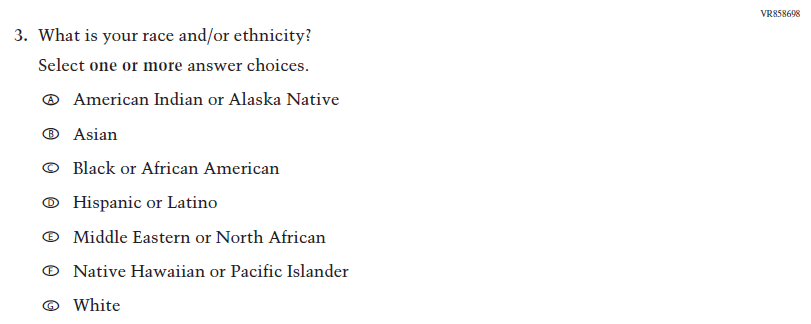 VR858698
3. What is your race and/or ethnicity?
Select one or more answer choices.
A American Indian or Alaska Native
B Asian
C Black or African American
D Hispanic or Latino
E Middle Eastern or North African
F Native Hawaiian or Pacific Islander
G White